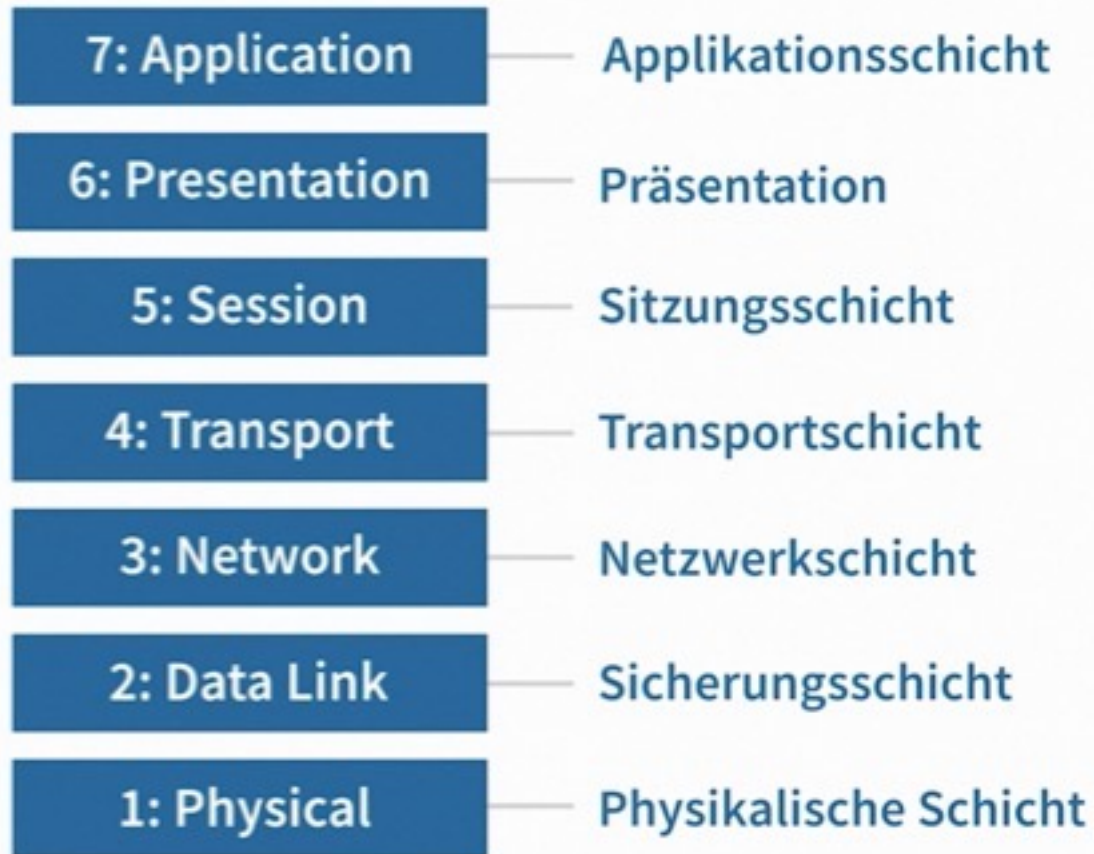 7: Application Applikationsschicht
6: Presentation Präsentation
5: Session Sitzungsschicht
4: Transport Transportschicht
3: Network Netzwerkschicht
2: Data Link Sicherungsschicht
1: Physical Physikalische Schicht